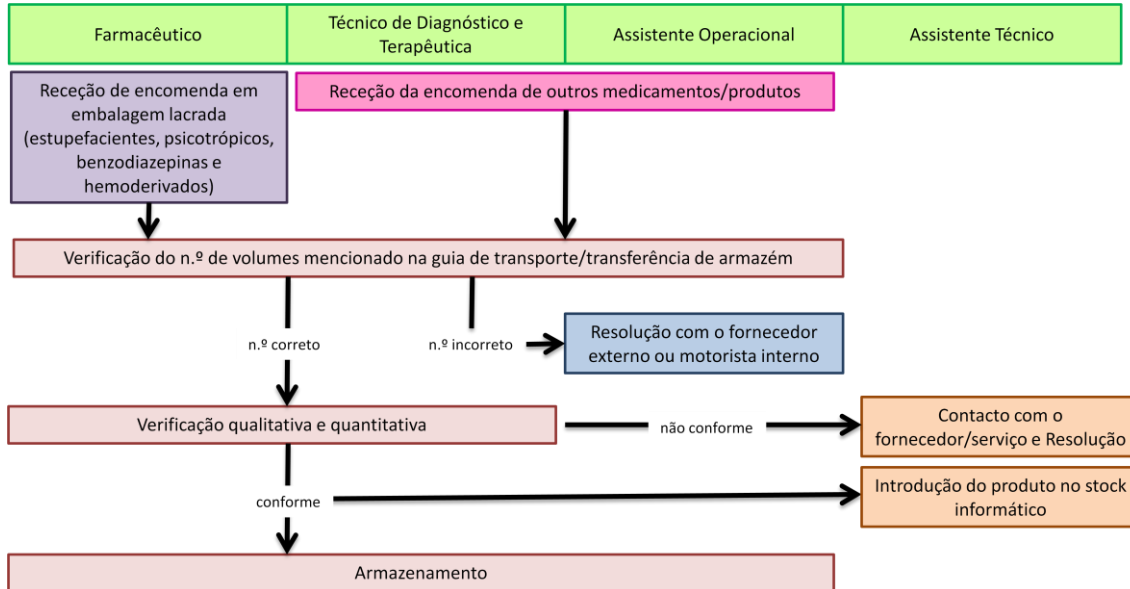 Farmacêutico
Técnico de Diagnóstico e
Terapêutica
Assistente Operacional
Assistente Técnico
Receção de encomenda em
embalagem lacrada
(estupefacientes, psicotrópicos,
benzodiazepinas e
hemoderivados)
Receção da encomenda de outros medicamentos/produtos
Verificação do n.º de volumes mencionado na guia de transporte/transferência de armazém
n.º correto
n.º incorreto
Resolução com o fornecedor
externo ou motorista interno
Verificação qualitativa e quantitativa
não conforme
Contacto com o
fornecedor/serviço e Resolução
conforme
Introdução do produto no stock
informático
Armazenamento